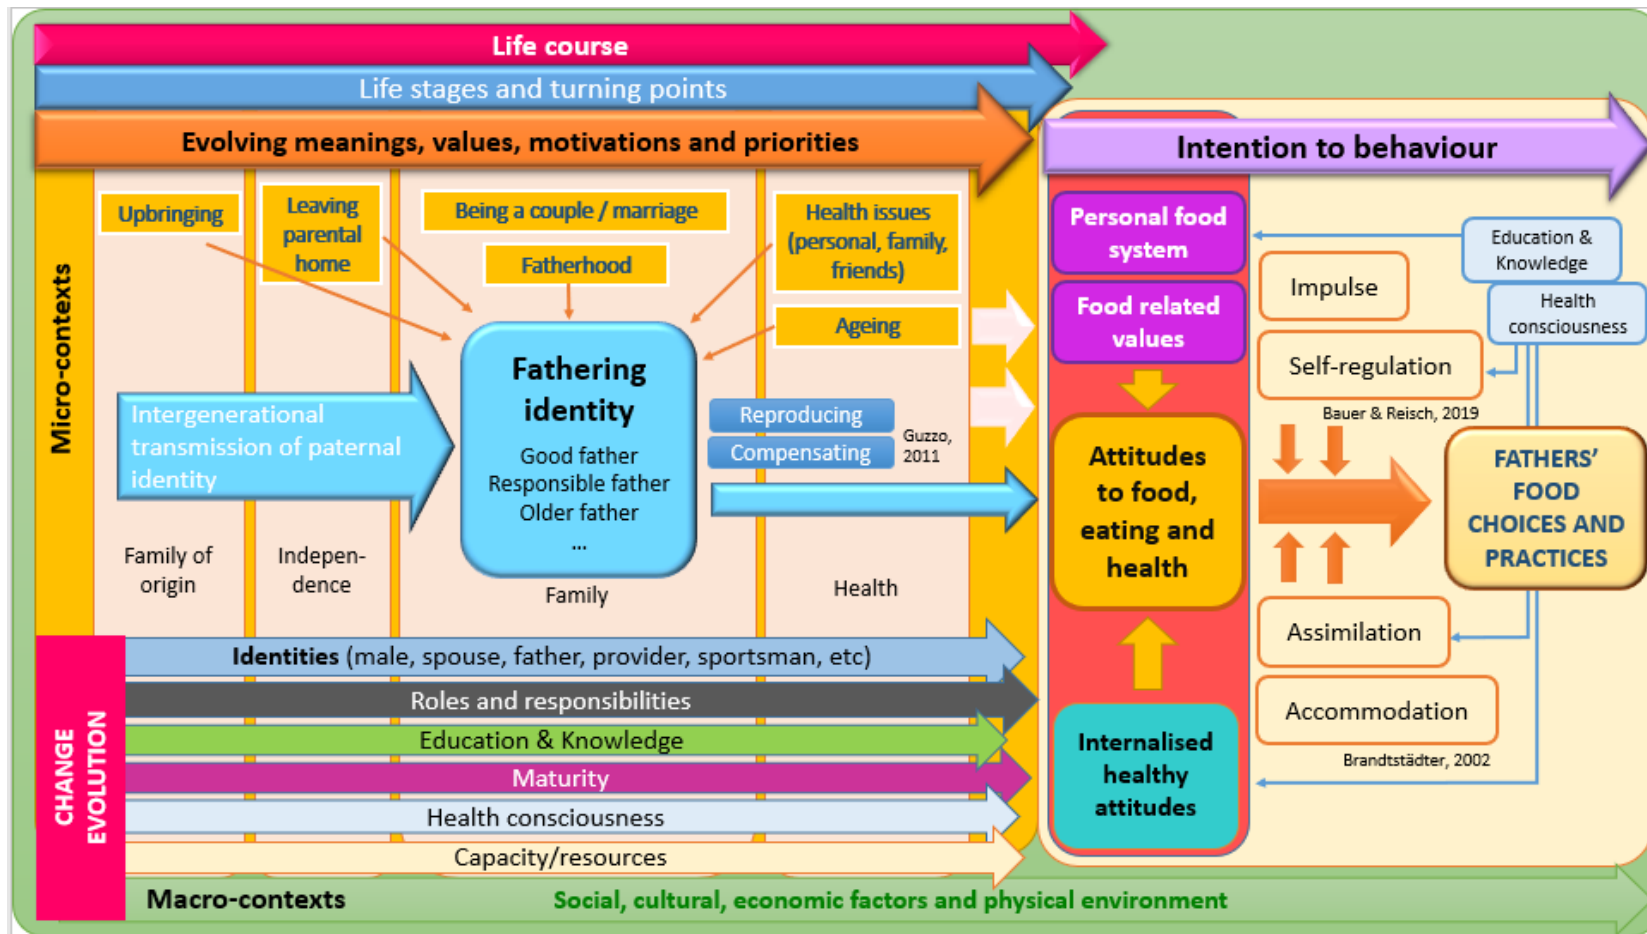 Life course
Life stages and turning points
Evolving meanings, values, motivations and priorities
Intention to behaviour
Micro-contexts
Upbringing
Leaving
parental
home
Being a couple / marriage
Fatherhood
Health issues
(personal, family,
friends)
Ageing
Intergenerational
transmission of paternal
identity
Fathering
identity
Good father
Responsible father
Older father
...
Reproducing
Compensating
Guzzo,
2011
Family of
origin
Indepen-
dence
Family
Health
Personal food
system
Food related
values
Attitudes
to food,
eating and
health
Internalised
healthy
attitudes
Education &
Knowledge
Health
consciousness
Impulse
Self-regulation
Bauer & Reisch, 2019
FATHERS'
FOOD
CHOICES AND
PRACTICES
Assimilation
Accommodation
Brandtstädter, 2002
CHANGE
EVOLUTION
Identities (male, spouse, father, provider, sportsman, etc)
Roles and responsibilities
Education & Knowledge
Maturity
Health consciousness
Capacity/resources
Macro-contexts
Social, cultural, economic factors and physical environment